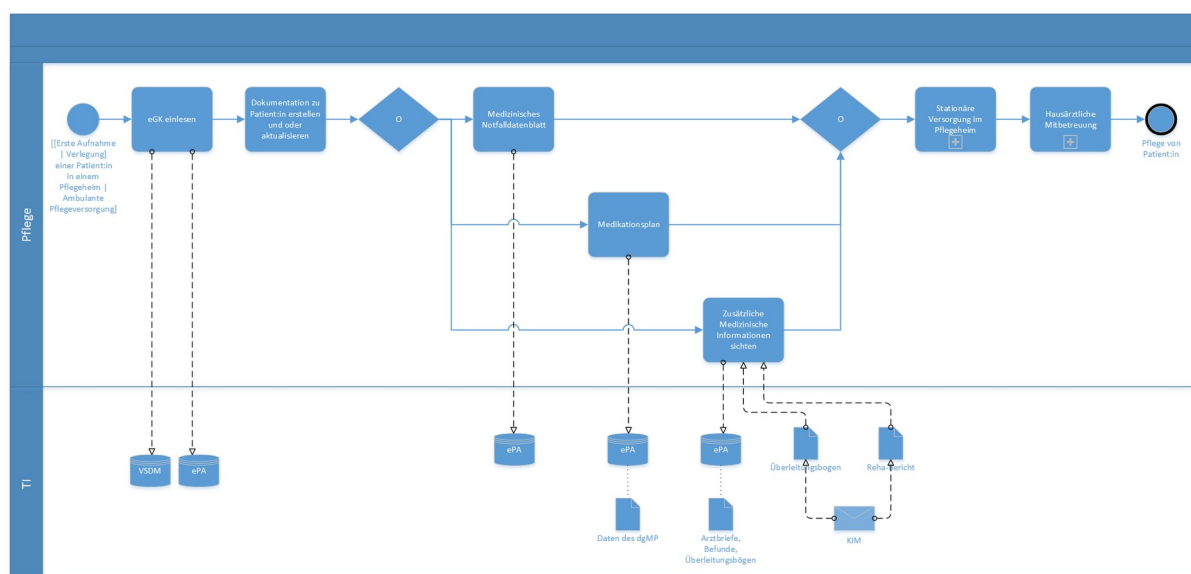 Pflege
eGK einlesen
Dokumentation zu
Patient:in erstellen
und oder
aktualisieren
O
Medizinisches
Notfalldatenblatt
O
Stationäre
Versorgung im
Pflegeheim
Hausärztliche
Mitbetreuung
[[Erste Aufnahme
| Verlegung]
einer Patient:in
in einem
Pflegeheim |
Ambulante
Pflegeversorgung]
Pflege von
Patient:in
Medikationsplan
Zusätzliche
Medizinische
Informationen
sichten
TI
VSDM
ePA
ePA
ePA
ePA
Überleitungsbogen
Reha-Bericht
Daten des dgMP
Arztbriefe,
Befunde,
Überleitungsbögen
KIM